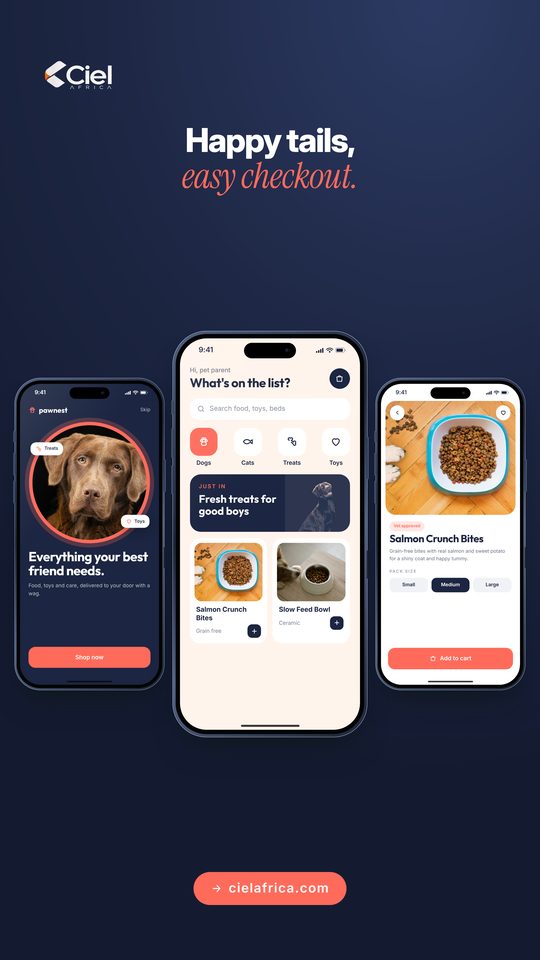 Ciel
AFRICA
Happy tails,
easy checkout.
9:41
pawnest
Skip
Treats
Toys
Everything your best
friend needs.
Food, toys and care, delivered to your door with a
wag.
Shop now
9:41
Hi, pet parent
What's on the list?
Search food, toys, beds
Dogs
Cats
Treats
Toys
JUST IN
Fresh treats for
good boys
Salmon Crunch
Bites
Grain free
Slow Feed Bowl
Ceramic
9:41
Vet approved
Salmon Crunch Bites
Grain-free bites with real salmon and sweet potato
for a shiny coat and happy tummy.
PACK SIZE
Small
Medium
Large
Add to cart
cielafrica.com